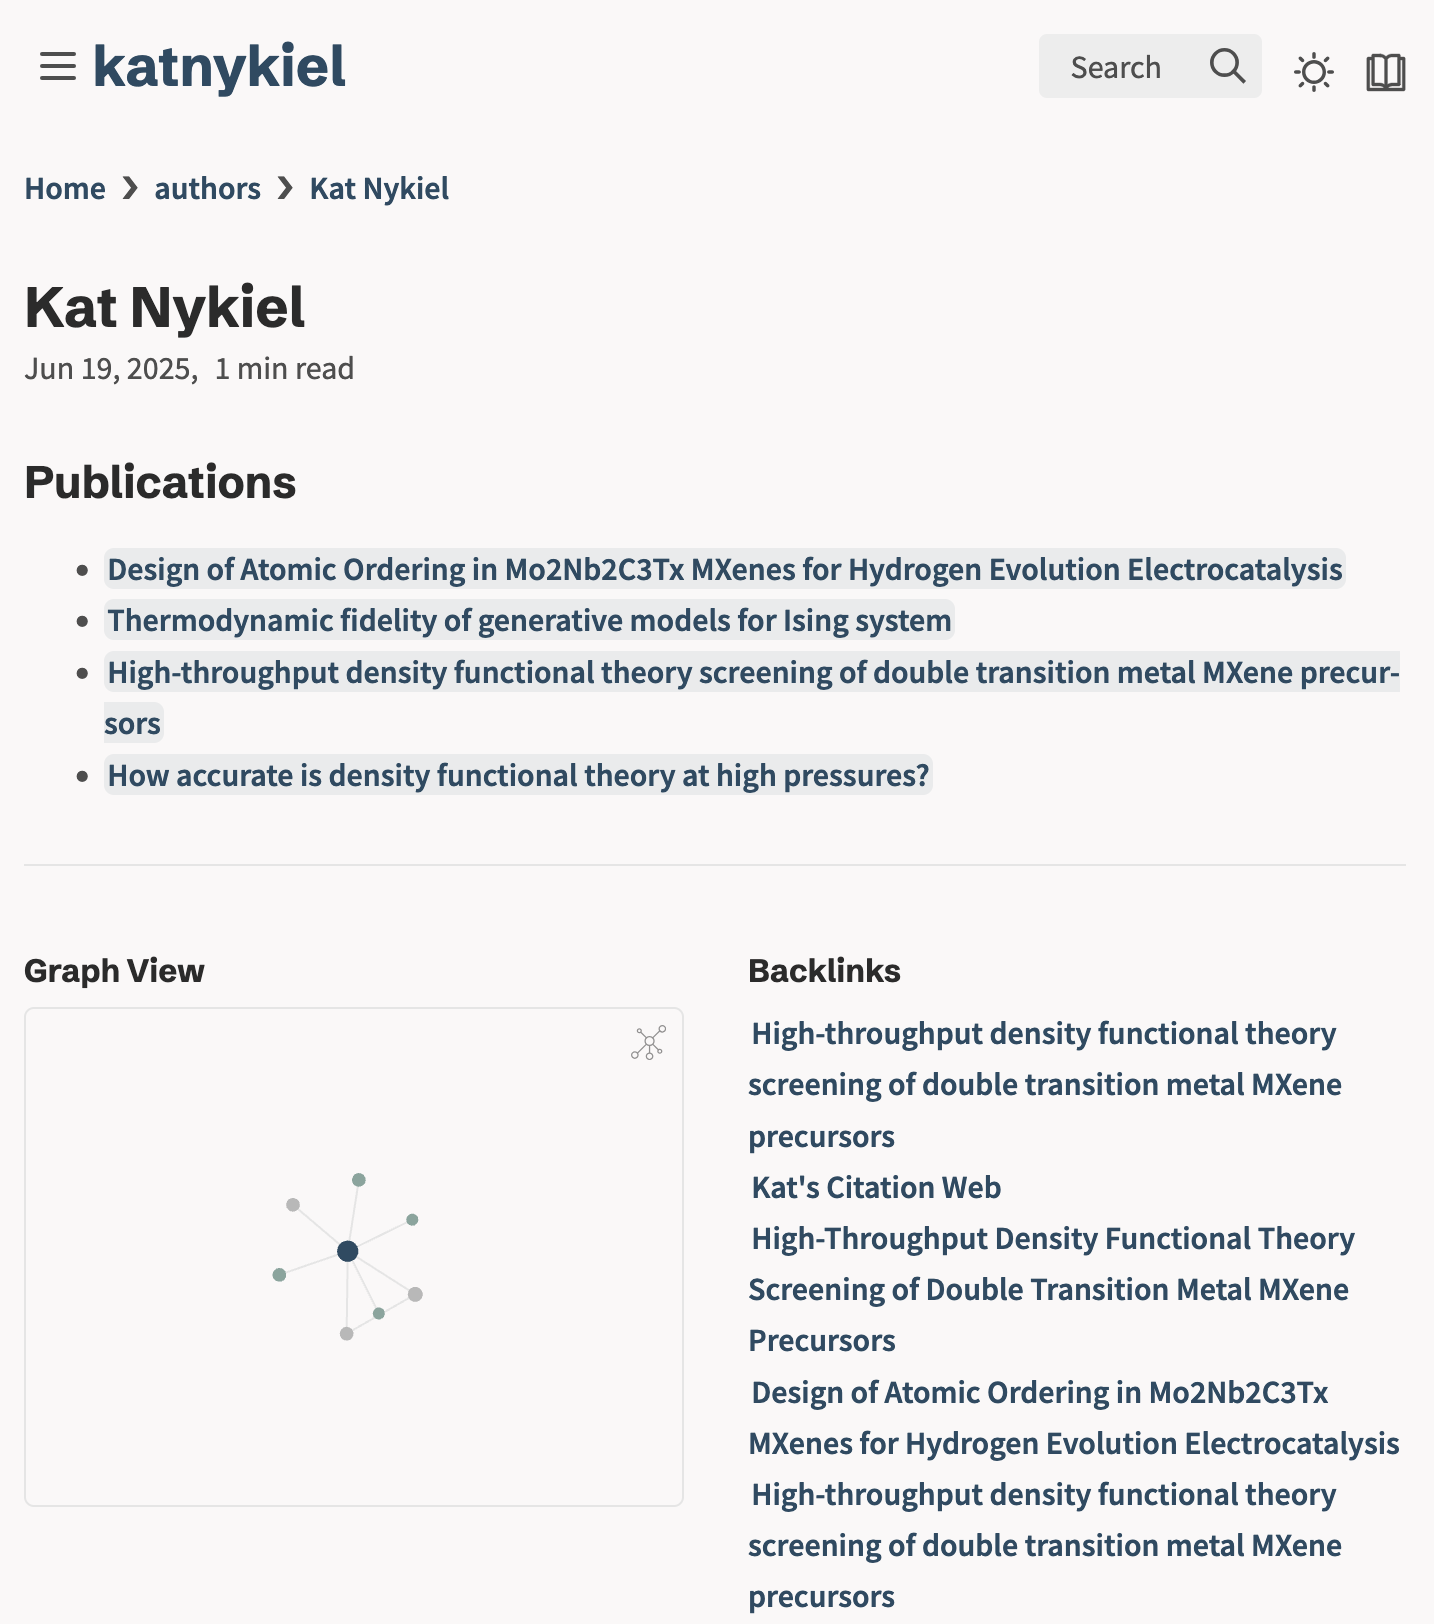 katnykiel
Search
Home ❯ authors ❯ Kat Nykiel
Kat Nykiel
Jun 19, 2025, 1 min read
Publications
• Design of Atomic Ordering in Mo2Nb2C3Tx MXenes for Hydrogen Evolution Electrocatalysis
• Thermodynamic fidelity of generative models for Ising system
• High-throughput density functional theory screening of double transition metal MXene precur-
sors
• How accurate is density functional theory at high pressures?
Graph View
Backlinks
High-throughput density functional theory
screening of double transition metal MXene
precursors
Kat's Citation Web
High-Throughput Density Functional Theory
Screening of Double Transition Metal MXene
Precursors
Design of Atomic Ordering in Mo2Nb2C3Tx
MXenes for Hydrogen Evolution Electrocatalysis
High-throughput density functional theory
screening of double transition metal MXene
precursors